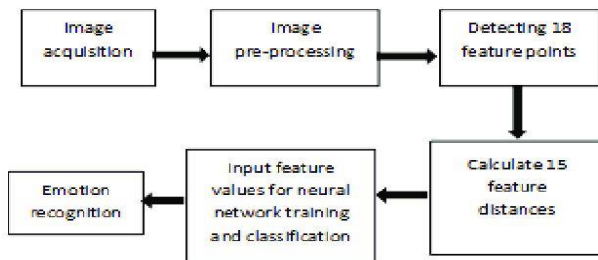 Image
acquisition
Image
pre-processing
Detecting 18
feature points
Calculate 15
feature
distances
Input feature
values for neural
network training
and classification
Emotion
recognition